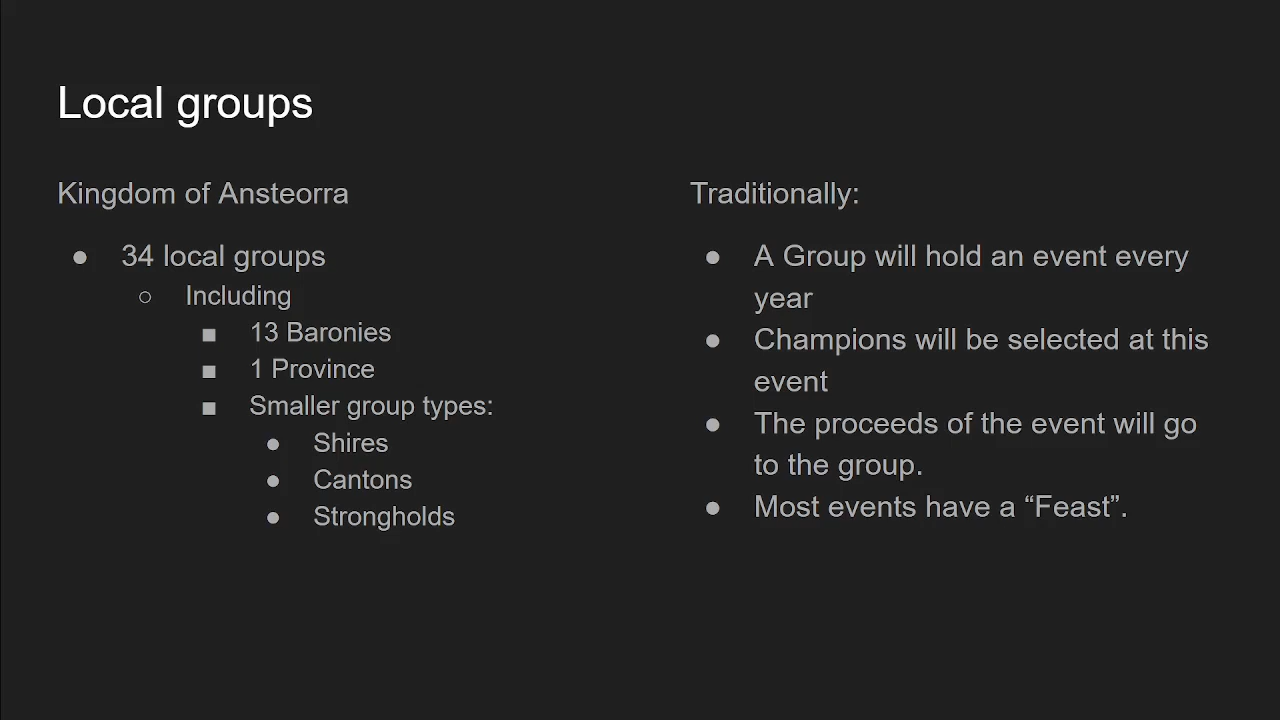 Local groups
Kingdom of Ansteorra
● 34 local groups
○ Including
■ 13 Baronies
■ 1 Province
■ Smaller group types:
● Shires
● Cantons
● Strongholds
Traditionally:
● A Group will hold an event every
year
● Champions will be selected at this
event
● The proceeds of the event will go
to the group.
● Most events have a “Feast”.